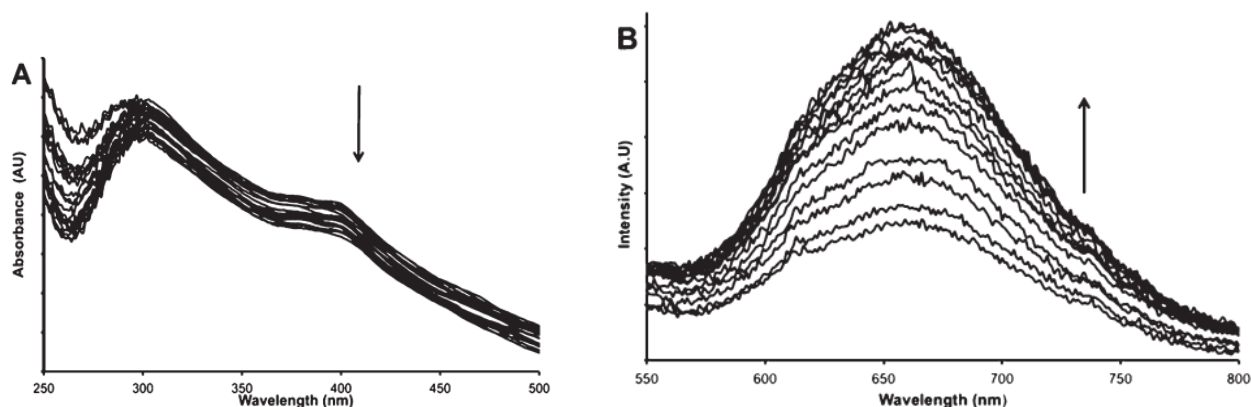 A
Absorbance (AU)
250 300 350 400 450 500
Wavelength (nm)
B
Intensity (A.U)
550 600 650 700 750 800
Wavelength (nm)